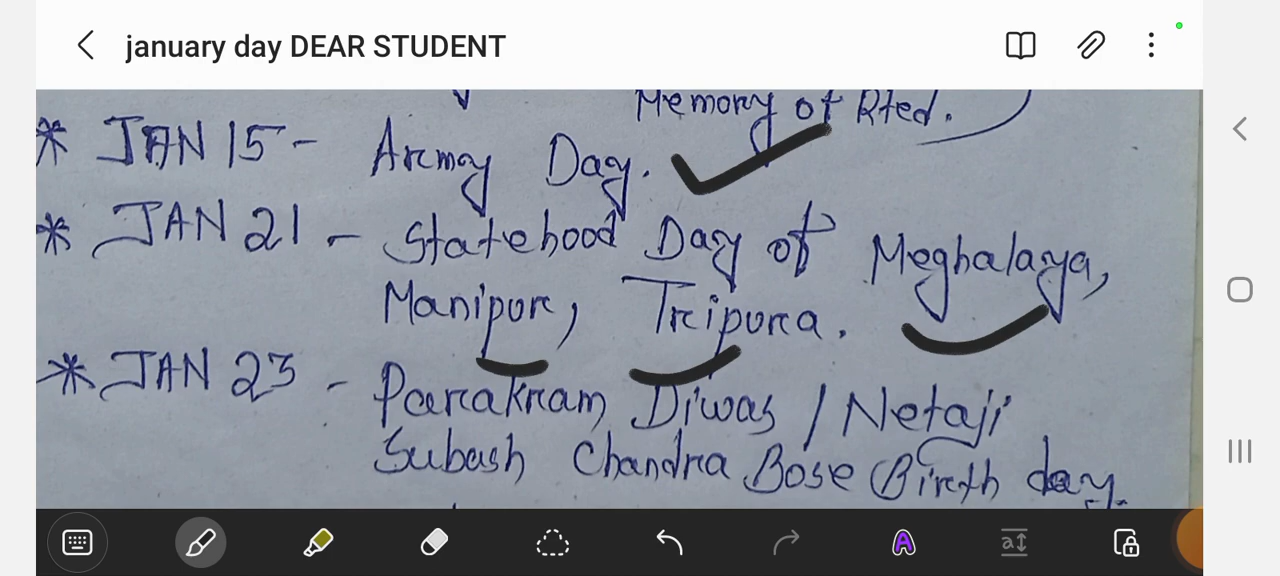 january day DEAR STUDENT
Memory of Rted.
* JAN 15 - Army Day.
* JAN 21 - Statehood Day of Meghalaya,
Manipur, Tripura.
* JAN 23 - Parakram Diwas / Netaji
Subash Chandra Bose Birth day.
A
a